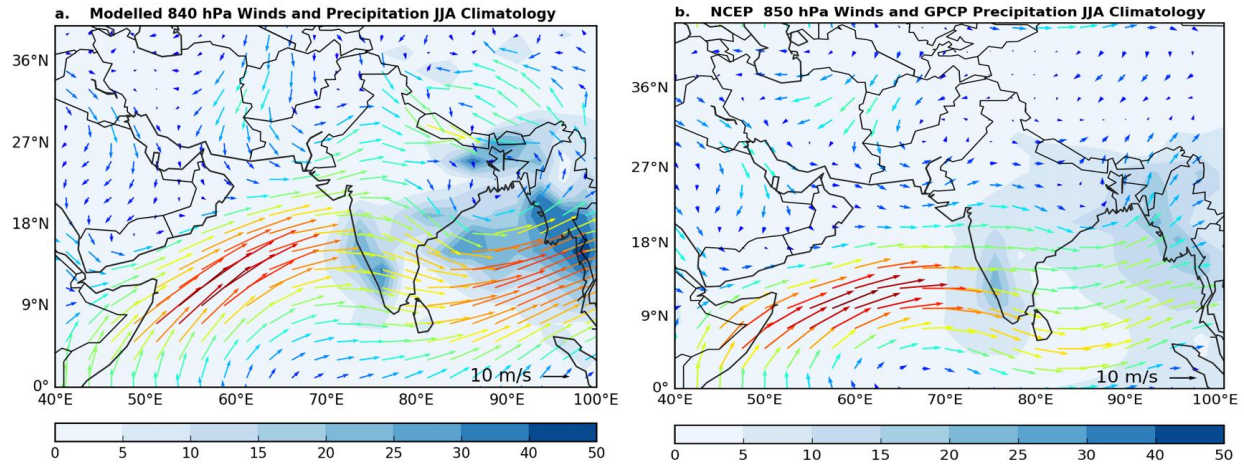 a. Modelled 840 hPa Winds and Precipitation JJA Climatology
36°N
27°N
18°N
9°N
0°
40°E 50°E 60°E 70°E 80°E 90°E 100°E
10 m/s
0 5 10 15 20 25 30 40 50
b. NCEP 850 hPa Winds and GPCP Precipitation JJA Climatology
36°N
27°N
18°N
9°N
0°
40°E 50°E 60°E 70°E 80°E 90°E 100°E
10 m/s
0 5 10 15 20 25 30 40 50